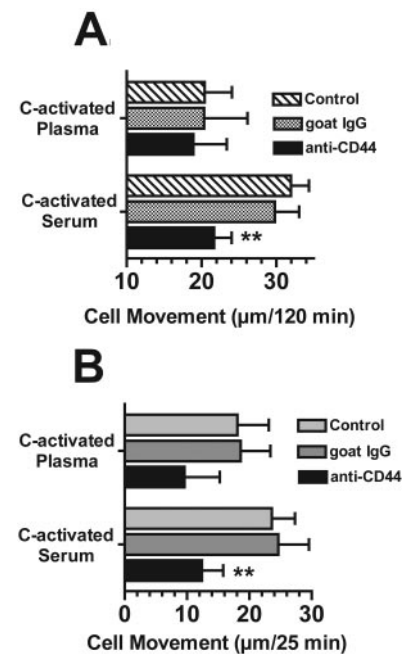 A
C-activated
Plasma
C-activated
Serum
Control
goat IgG
anti-CD44
**
10 20 30
Cell Movement (µm/120 min)
B
C-activated
Plasma
C-activated
Serum
Control
goat IgG
anti-CD44
**
0 10 20 30
Cell Movement (µm/25 min)